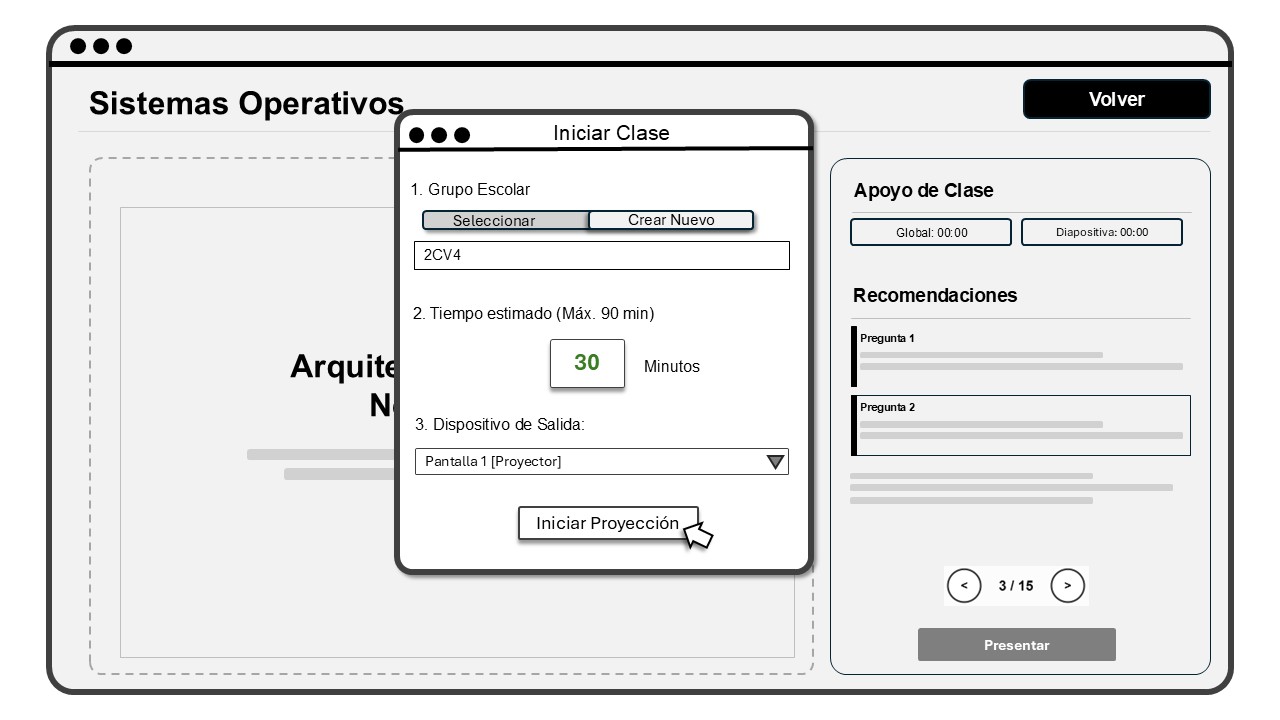 Sistemas Operativos
Volver
Iniciar Clase
1. Grupo Escolar
Seleccionar
Crear Nuevo
2CV4
2. Tiempo estimado (Máx. 90 min)
30
Minutos
3. Dispositivo de Salida:
Pantalla 1 [Proyector]
Iniciar Proyección
Arquite
N
Apoyo de Clase
Global: 00:00
Diapositiva: 00:00
Recomendaciones
Pregunta 1
Pregunta 2
<
3 / 15
>
Presentar